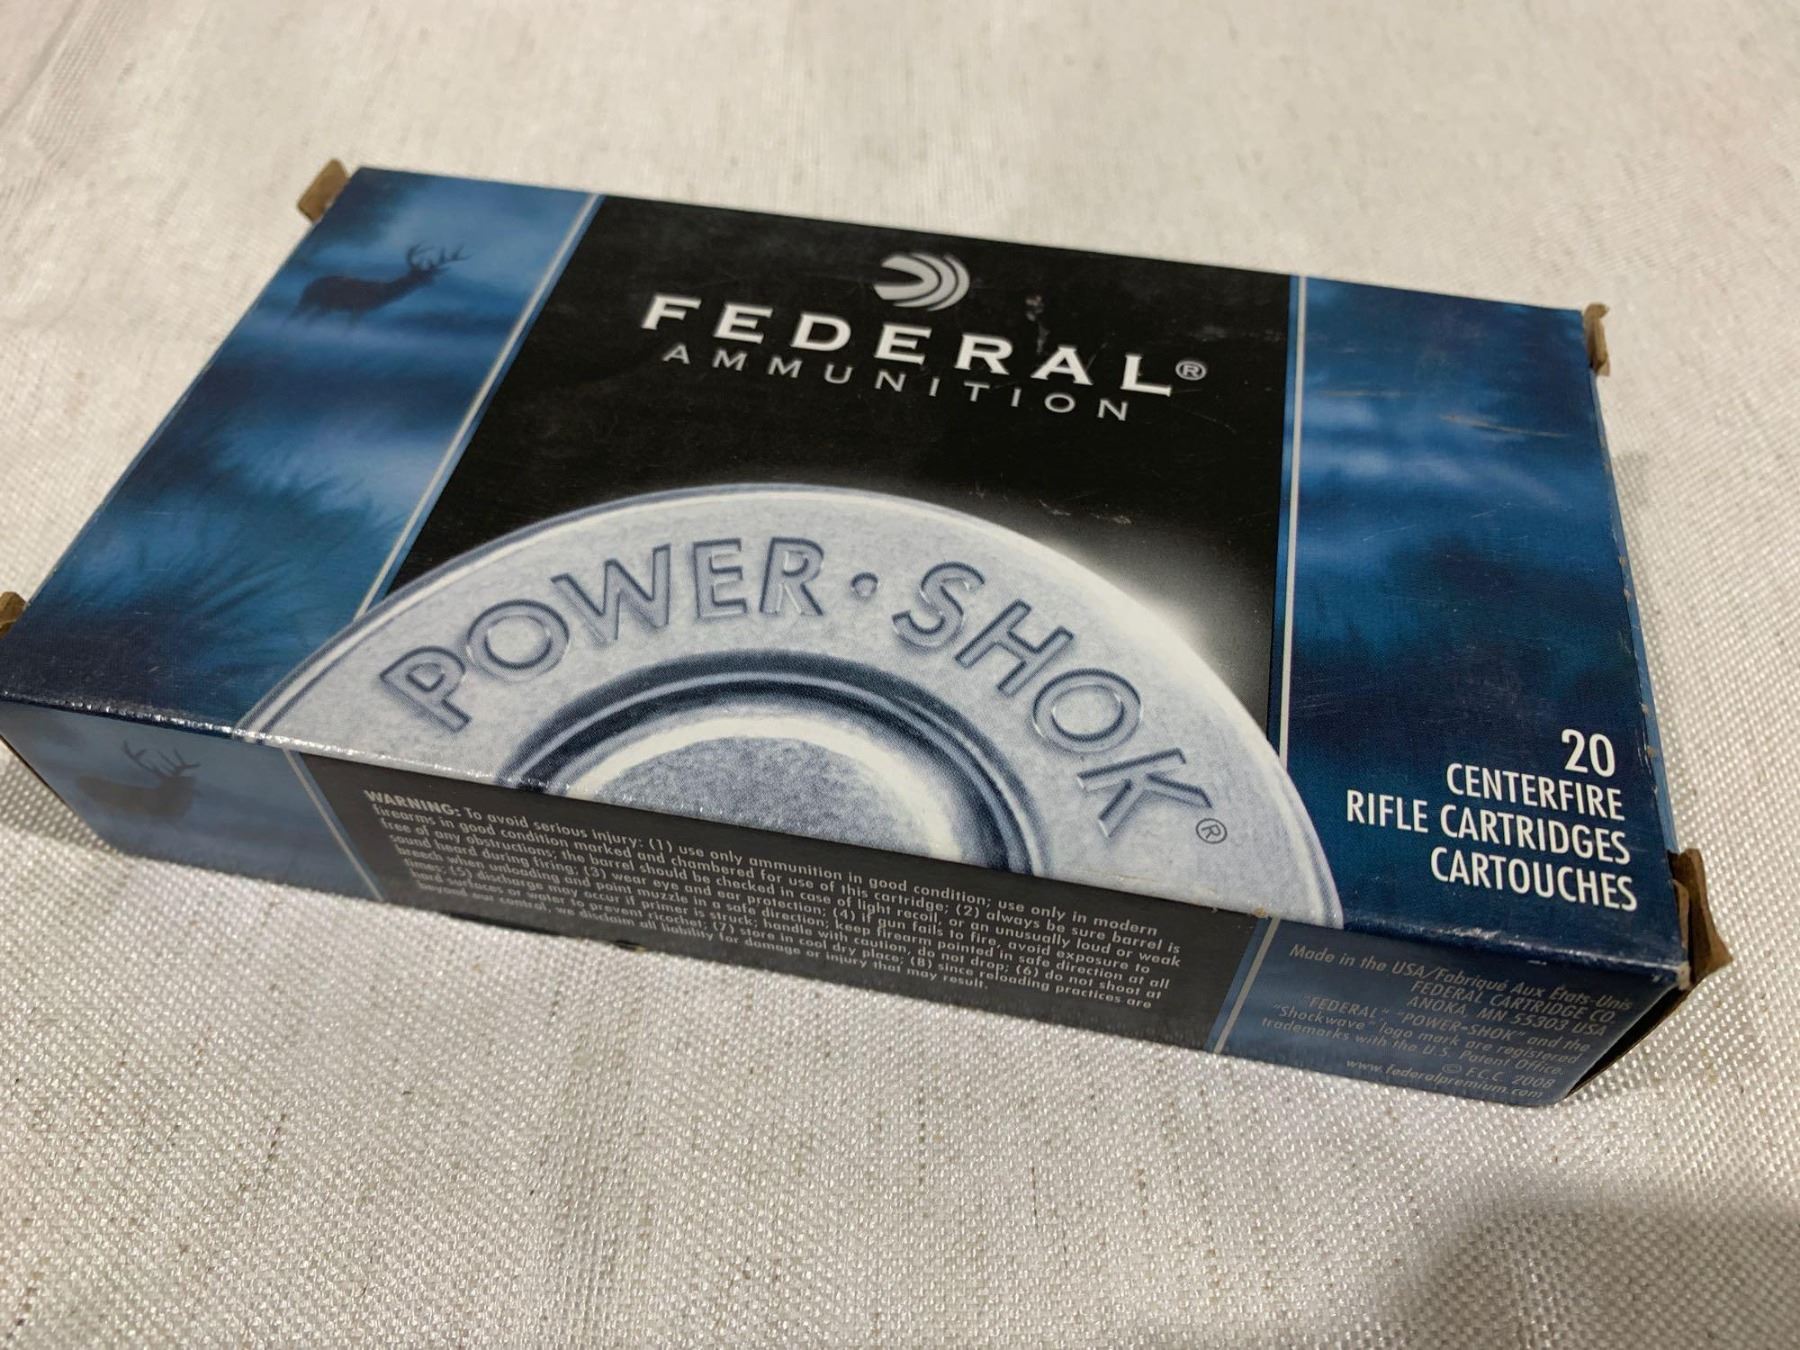 FEDERAL®
AMMUNITION
POWER•SHOK®
20
CENTERFIRE
RIFLE CARTRIDGES
CARTOUCHES
WARNING: To avoid serious injury: (1) use only ammunition in good condition; use only in modern
firearms in good condition marked and chambered for use of this cartridge; (2) always be sure barrel is
free of any obstructions; the barrel should be checked in case of light recoil, or an unusually loud or weak
sound heard during firing; (3) wear eye and ear protection; (4) if gun fails to fire, avoid exposure to
breech when unloading and point muzzle in a safe direction; keep firearm pointed in safe direction at all
times; (5) discharge may occur if primer is struck; handle with caution, do not drop; (6) do not shoot at
hard surfaces or water to prevent ricochet; (7) store in cool dry place; (8) since reloading practices are
beyond our control, we disclaim all liability for damage or injury that may result.
Made in the USA/Fabriqué Aux États-Unis
FEDERAL CARTRIDGE CO.
ANOKA, MN 55303 USA
"FEDERAL" "POWER-SHOK" and the
"Shockwave" logo mark are registered
trademarks with the U.S. Patent Office.
© F.C.C. 2008
www.federalpremium.com